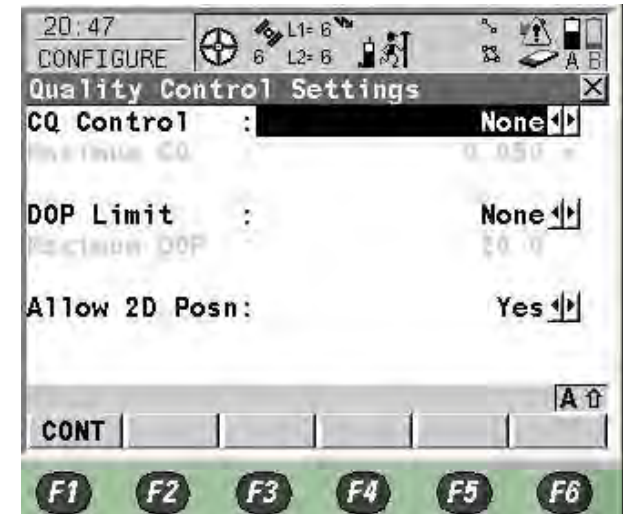 20:47 L1= 6
CONFIGURE 6 L2= 6 A B
Quality Control Settings
CQ Control : None
Maximum CQ 0.050 m
DOP Limit : None
Maximum DOP 20.0
Allow 2D Posn: Yes
A
CONT
F1 F2 F3 F4 F5 F6